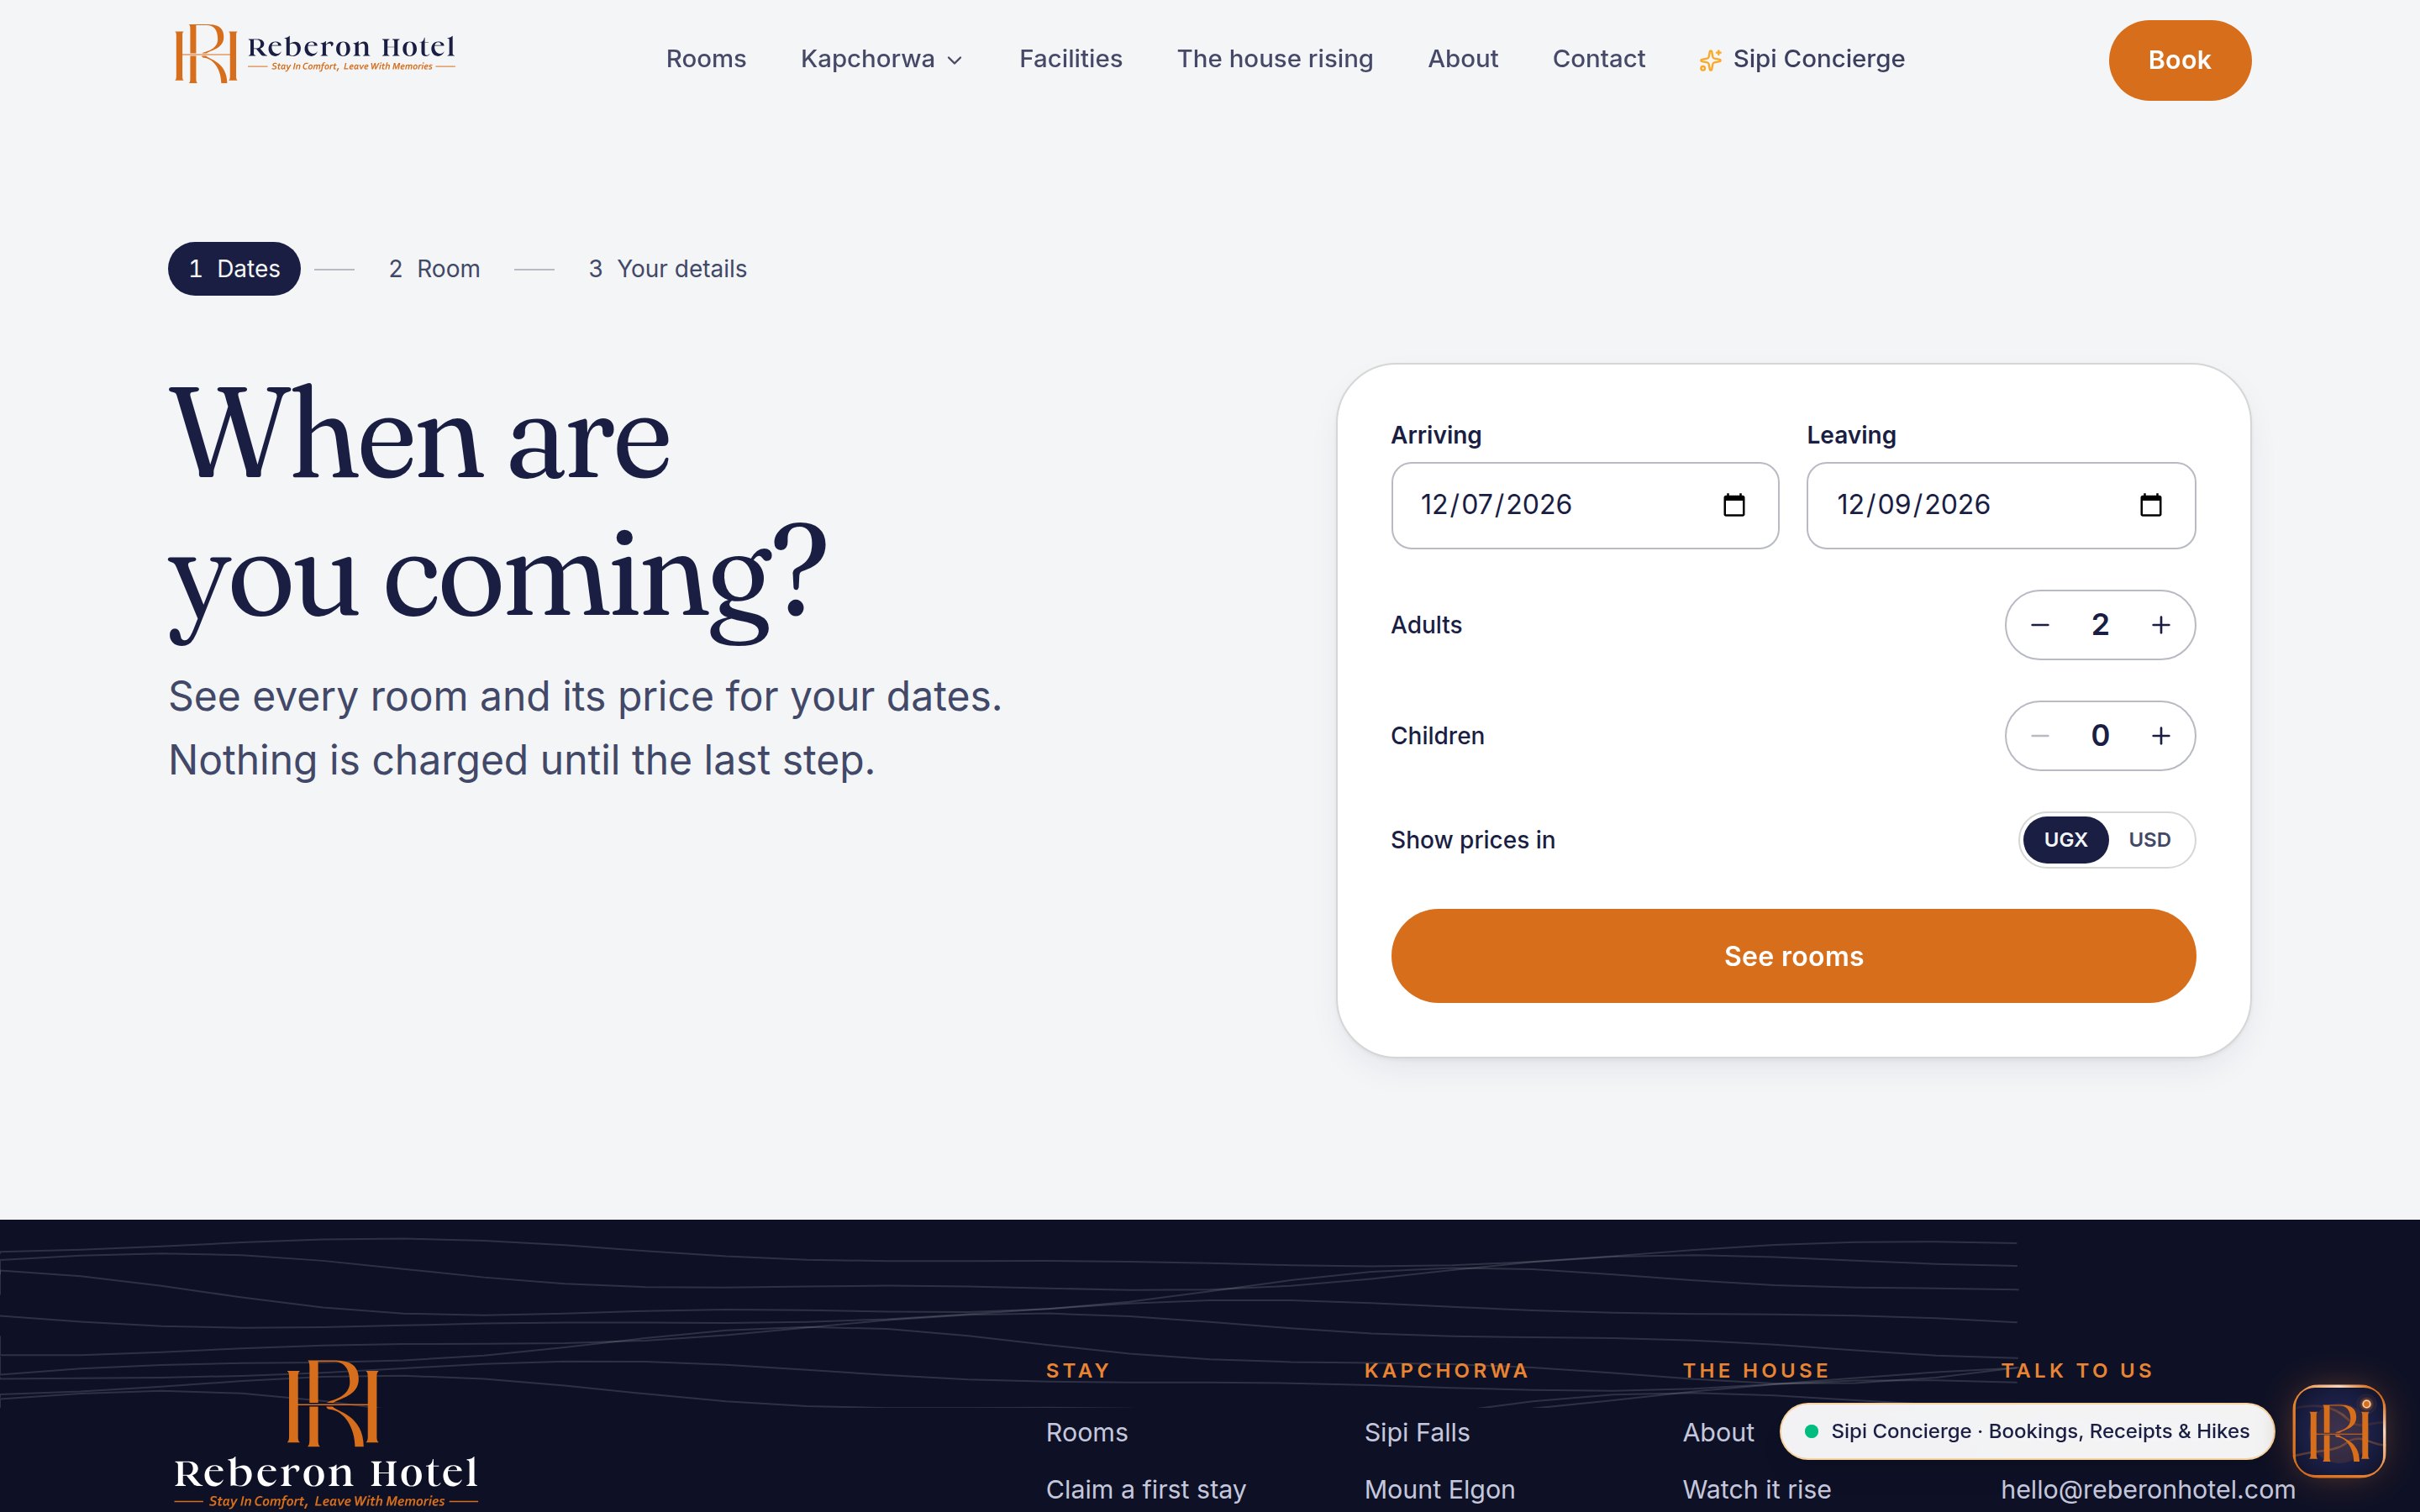 Reberon Hotel
Stay In Comfort, Leave With Memories
Rooms
Kapchorwa
Facilities
The house rising
About
Contact
Sipi Concierge
Book
1 Dates
2 Room
3 Your details
When are
you coming?
See every room and its price for your dates.
Nothing is charged until the last step.
Arriving
Leaving
12/07/2026
12/09/2026
Adults
2
Children
0
Show prices in
UGX
USD
See rooms
Reberon Hotel
Stay In Comfort, Leave With Memories
STAY
Rooms
Claim a first stay
KAPCHORWA
Sipi Falls
Mount Elgon
THE HOUSE
About
Watch it rise
TALK TO US
Sipi Concierge · Bookings, Receipts & Hikes
hello@reberonhotel.com